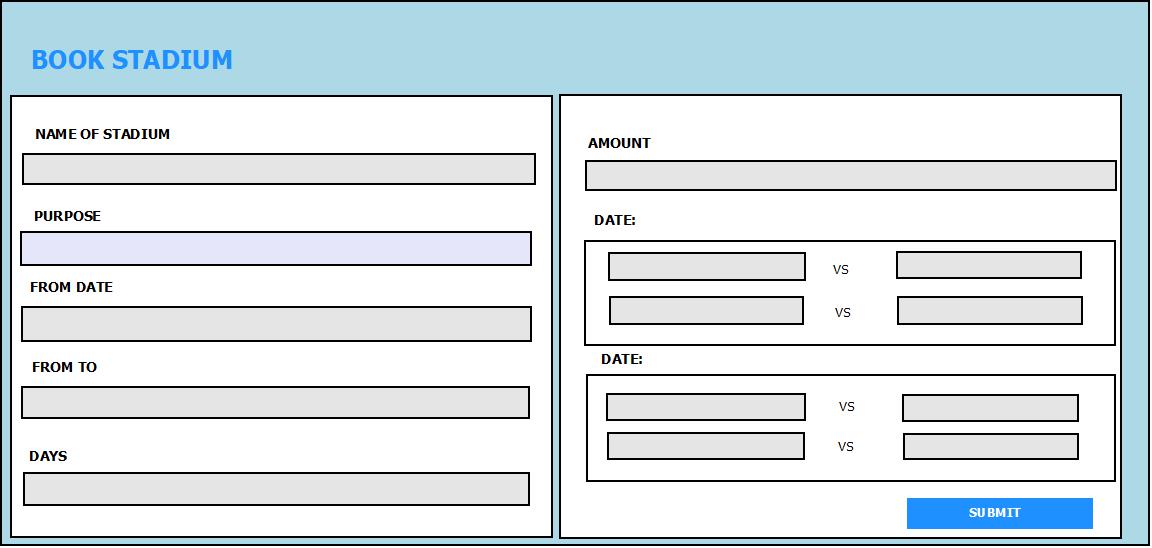 BOOK STADIUM
NAME OF STADIUM
PURPOSE
FROM DATE
FROM TO
DAYS
AMOUNT
DATE:
VS
VS
DATE:
VS
VS
SUBMIT